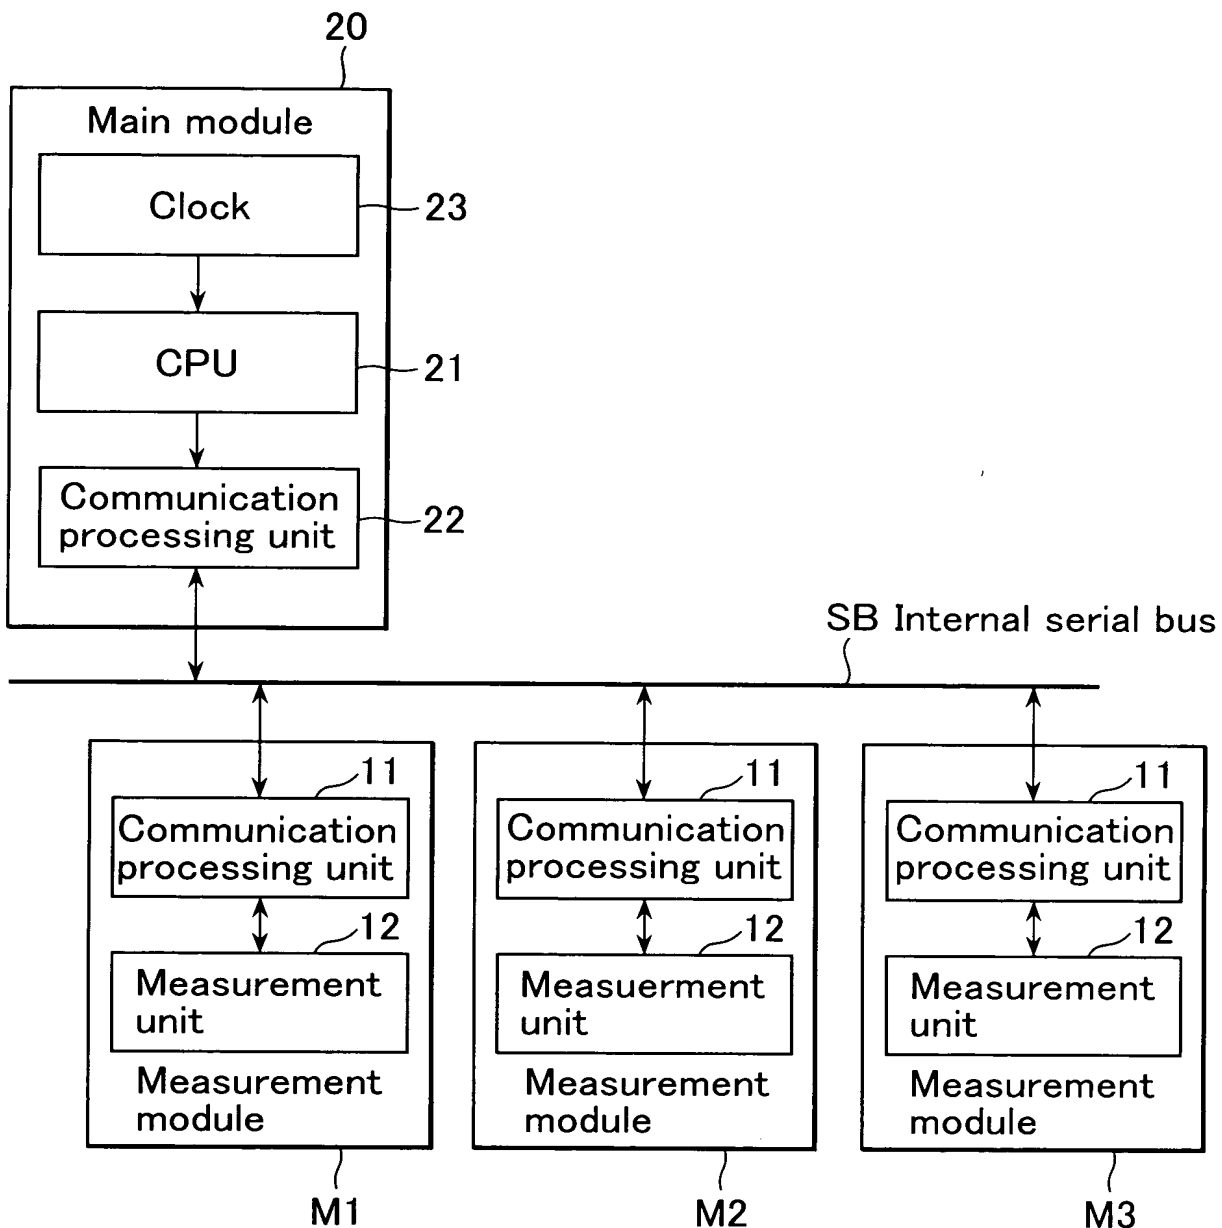 20
Main module
Clock
23
CPU
21
Communication
processing unit
22
SB Internal serial bus
11
Communication
processing unit
12
Measurement
unit
Measurement
module
M1
11
Communication
processing unit
12
Measuerment
unit
Measurement
module
M2
11
Communication
processing unit
12
Measurement
unit
Measurement
module
M3